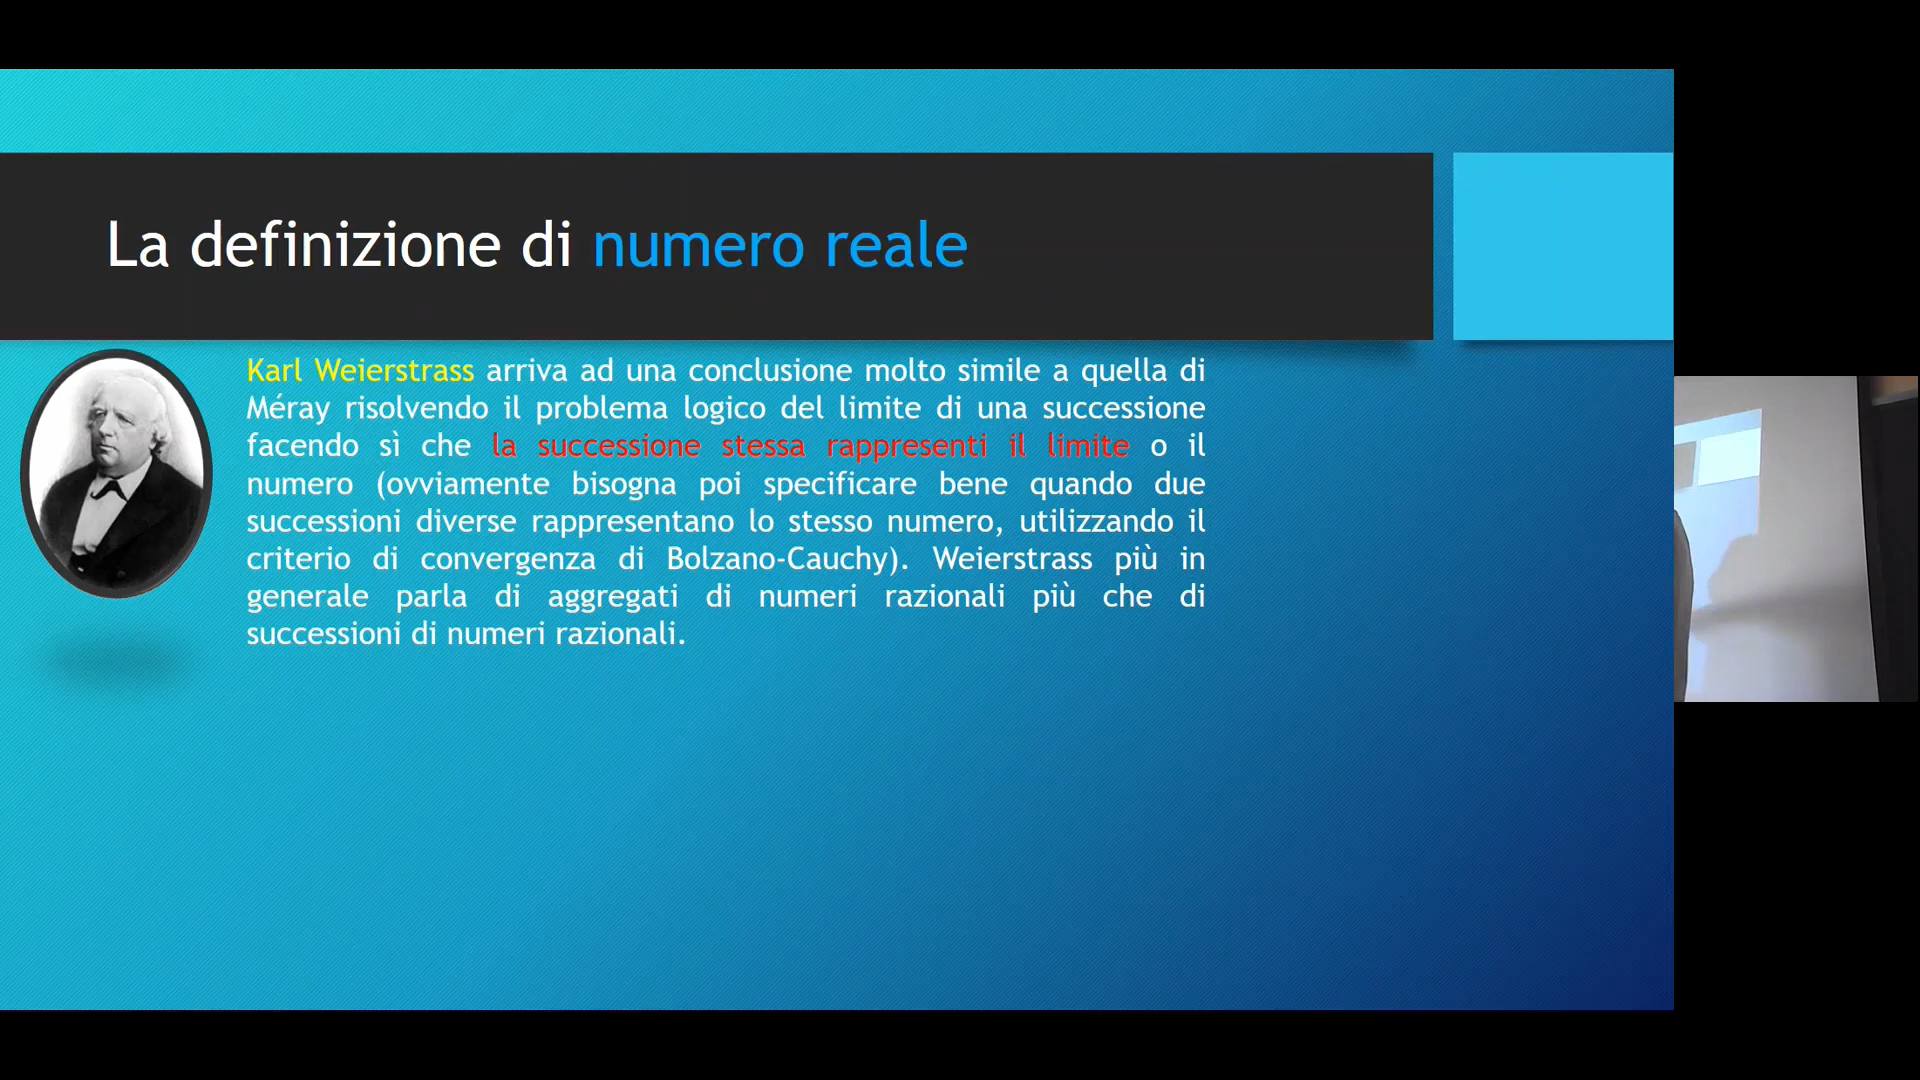 La definizione di numero reale
Karl Weierstrass arriva ad una conclusione molto simile a quella di
Méray risolvendo il problema logico del limite di una successione
facendo sì che la successione stessa rappresenti il limite o il
numero (ovviamente bisogna poi specificare bene quando due
successioni diverse rappresentano lo stesso numero, utilizzando il
criterio di convergenza di Bolzano-Cauchy). Weierstrass più in
generale parla di aggregati di numeri razionali più che di
successioni di numeri razionali.